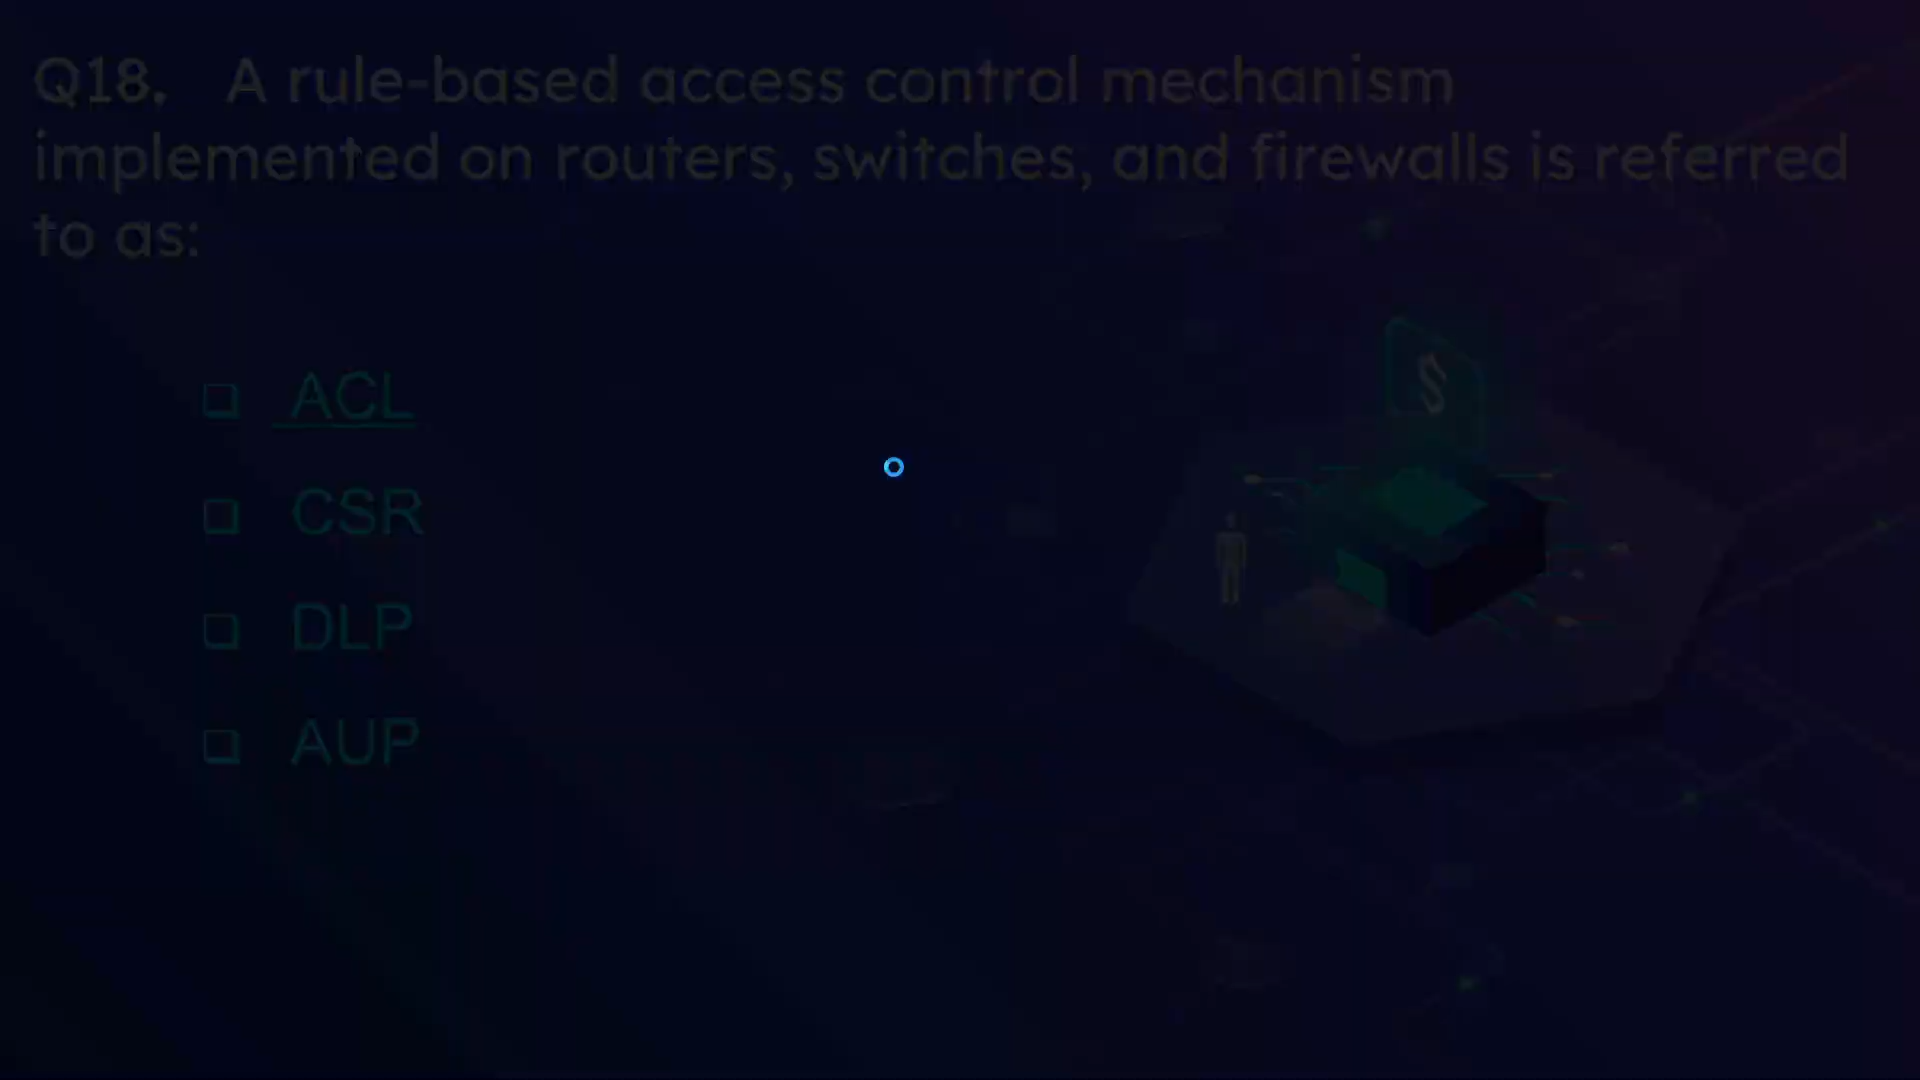 Q18. A rule-based access control mechanism
implemented on routers, switches, and firewalls is referred
to as:
ACL
CSR
DLP
AUP
$